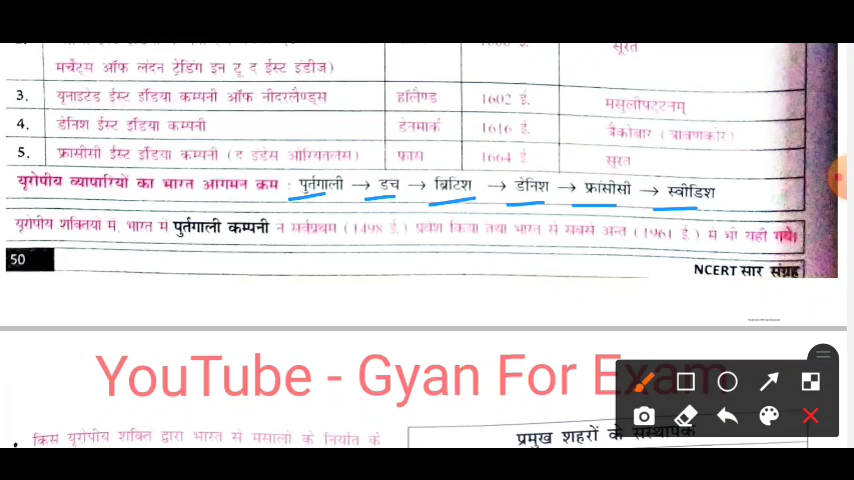 सूरत
मर्चेंट्स ऑफ लंदन ट्रेडिंग इन टू द ईस्ट इंडीज)
3. यूनाइटेड ईस्ट इंडिया कम्पनी ऑफ नीदरलैण्ड्स हॉलैण्ड 1602 ई. मसूलीपट्टनम्
4. डेनिश ईस्ट इंडिया कम्पनी डेनमार्क 1616 ई. त्रैकोबार (त्रावणकोर)
5. फ्रांसीसी ईस्ट इंडिया कम्पनी (द इंडेस ओरियंतलेस) फ्रांस 1664 ई. सूरत
यूरोपीय व्यापारियों का भारत आगमन क्रम : पुर्तगाली → डच → ब्रिटिश → डेनिश → फ्रांसीसी → स्वीडिश
यूरोपीय शक्तियों में, भारत में पुर्तगाली कम्पनी ने सर्वप्रथम (1498 ई.) प्रवेश किया तथा भारत से सबसे अन्त (1961 ई.) में भी यही गये।
50
NCERT सार संग्रह
YouTube - Gyan For Exam
किस यूरोपीय शक्ति द्वारा भारत से मसालों के निर्यात के
प्रमुख शहरों के संस्थापक